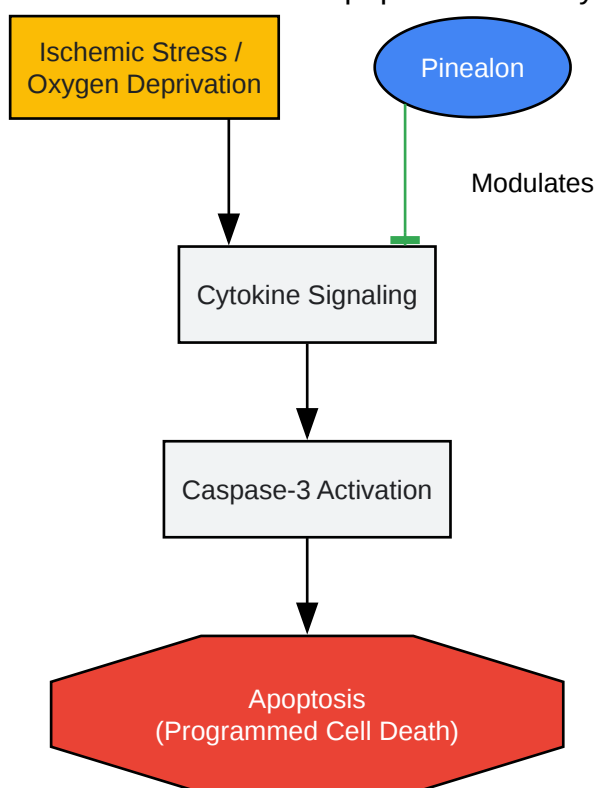 Ischemic Stress /
Oxygen Deprivation
Pinealon
Modulates
Cytokine Signaling
Caspase-3 Activation
Apoptosis
(Programmed Cell Death)